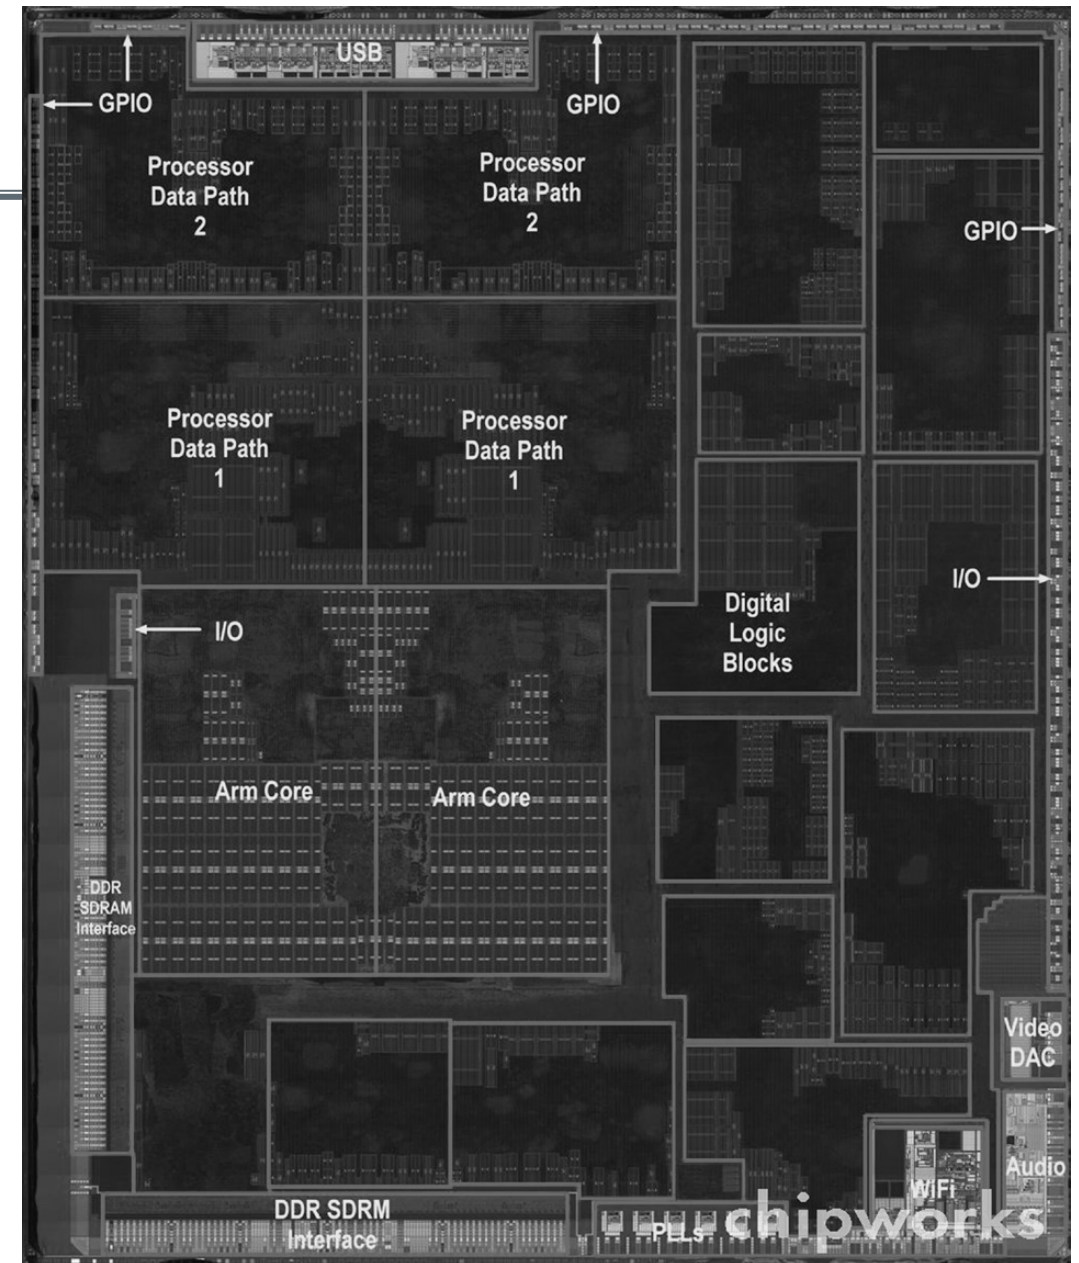 USB
GPIO
GPIO
Processor
Data Path
2
Processor
Data Path
2
GPIO
Processor
Data Path
1
Processor
Data Path
1
I/O
Digital
Logic
Blocks
I/O
Arm Core
Arm Core
DDR
SDRAM
Interface
Video
DAC
Audio
WiFi
DDR SDRM
Interface
PLLs
chipworks